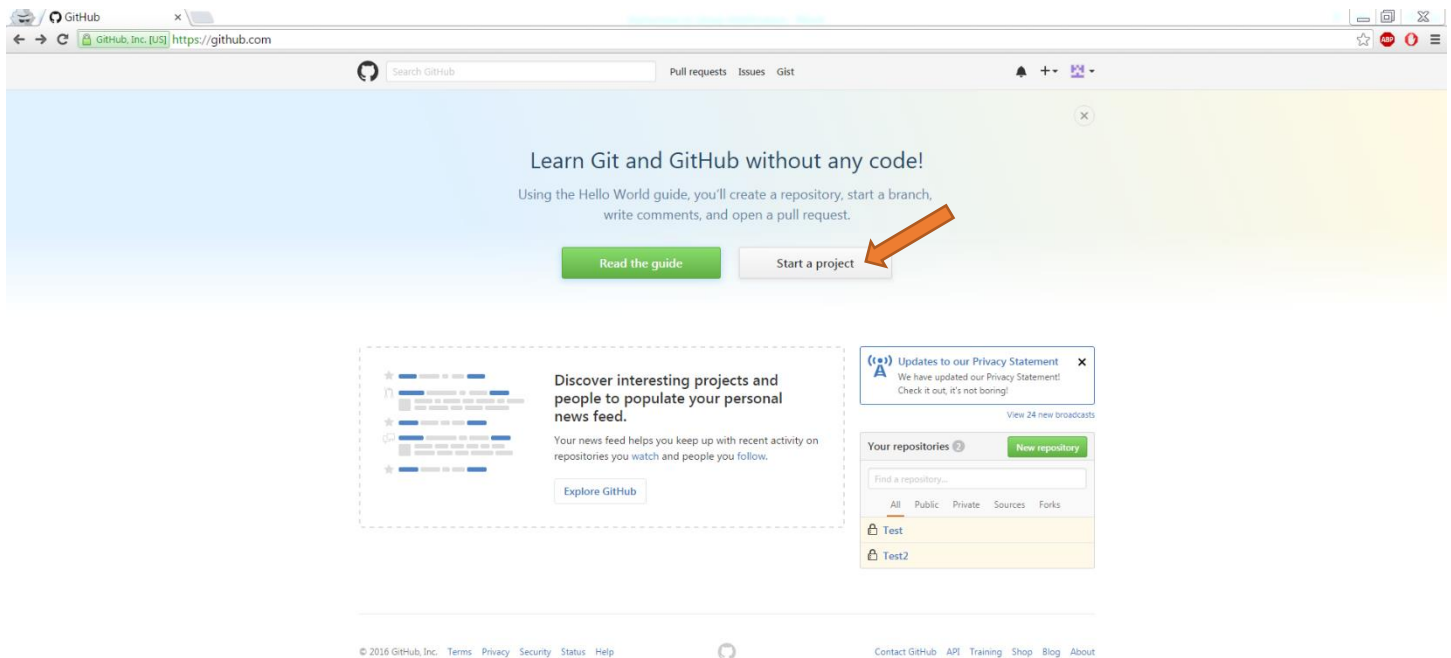 GitHub
GitHub, Inc. [US] https://github.com
ABP
Search GitHub Pull requests Issues Gist
Learn Git and GitHub without any code!
Using the Hello World guide, you'll create a repository, start a branch,
write comments, and open a pull request.
Read the guide Start a project
Discover interesting projects and
people to populate your personal
news feed.
Your news feed helps you keep up with recent activity on
repositories you watch and people you follow.
Explore GitHub
Updates to our Privacy Statement
We have updated our Privacy Statement!
Check it out, it's not boring!
View 24 new broadcasts
Your repositories 2 New repository
Find a repository...
All Public Private Sources Forks
Test
Test2
© 2016 GitHub, Inc. Terms Privacy Security Status Help
Contact GitHub API Training Shop Blog About